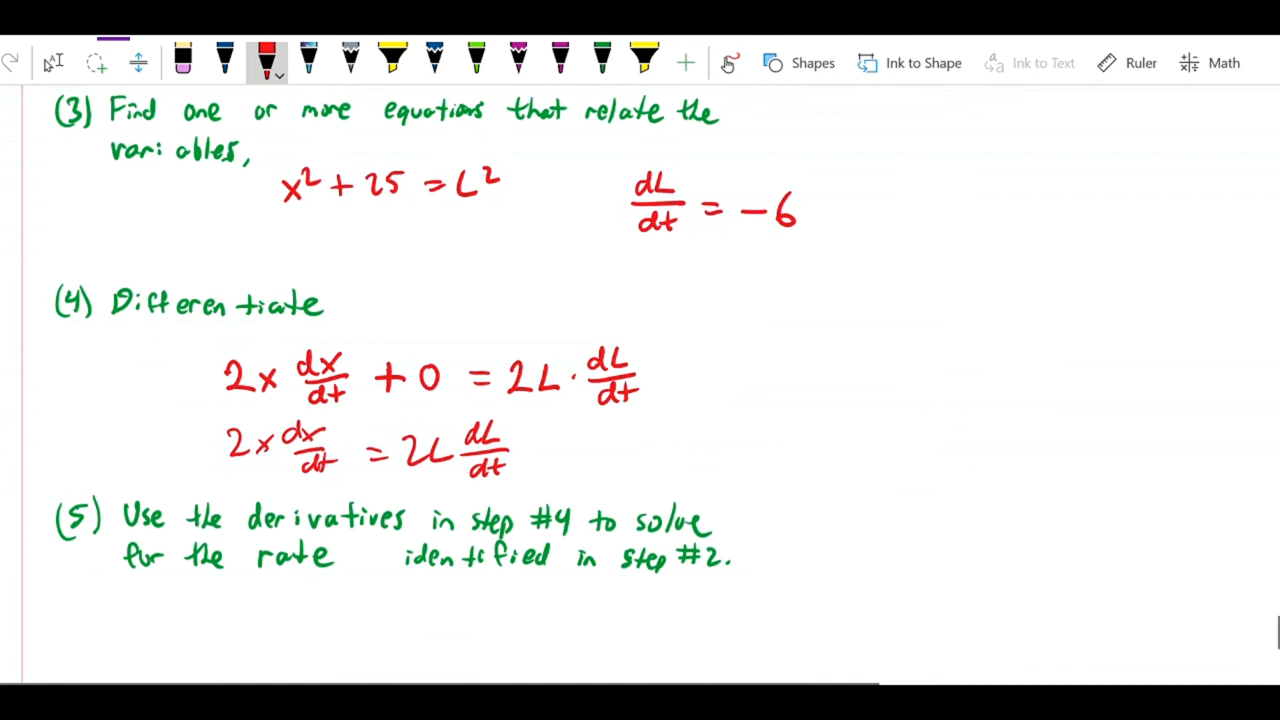 Shapes Ink to Shape Ink to Text Ruler Math
(3) Find one or more equations that relate the
variables,
x² + 25 = L² dL/dt = -6
(4) Differentiate
2x dx/dt + 0 = 2L · dL/dt
2x dx/dt = 2L dL/dt
(5) Use the derivatives in step #4 to solve
for the rate identified in step #2.